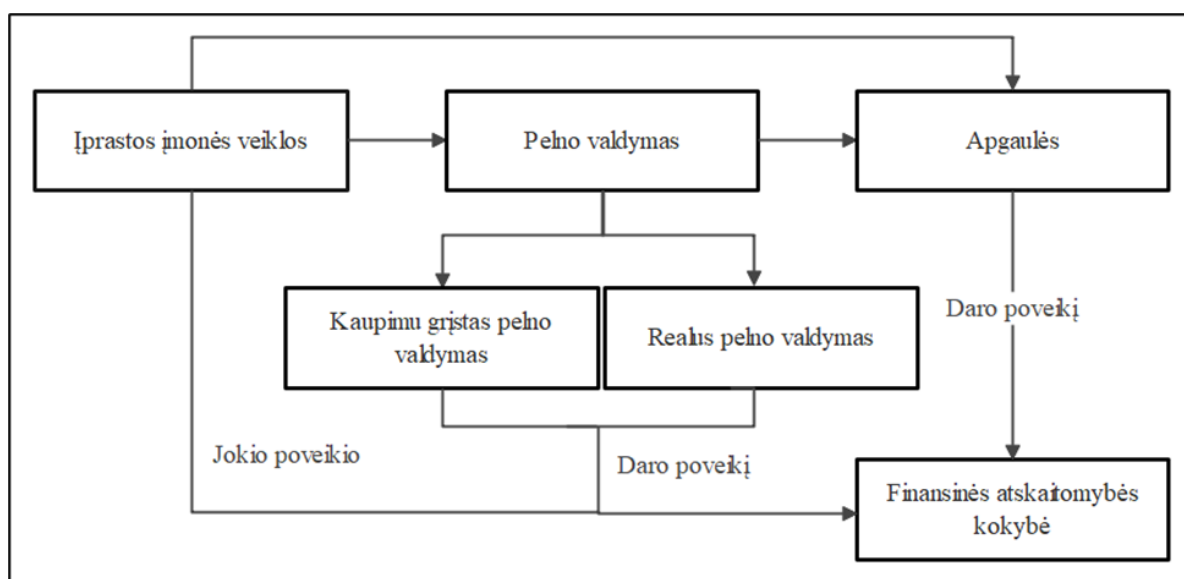 Įprastos įmonės veiklos
Pelno valdymas
Apgaulės
Kaupimu grįstas pelno
valdymas
Realus pelno valdymas
Daro poveikį
Jokio poveikio
Daro poveikį
Finansinės atskaitomybės
kokybė